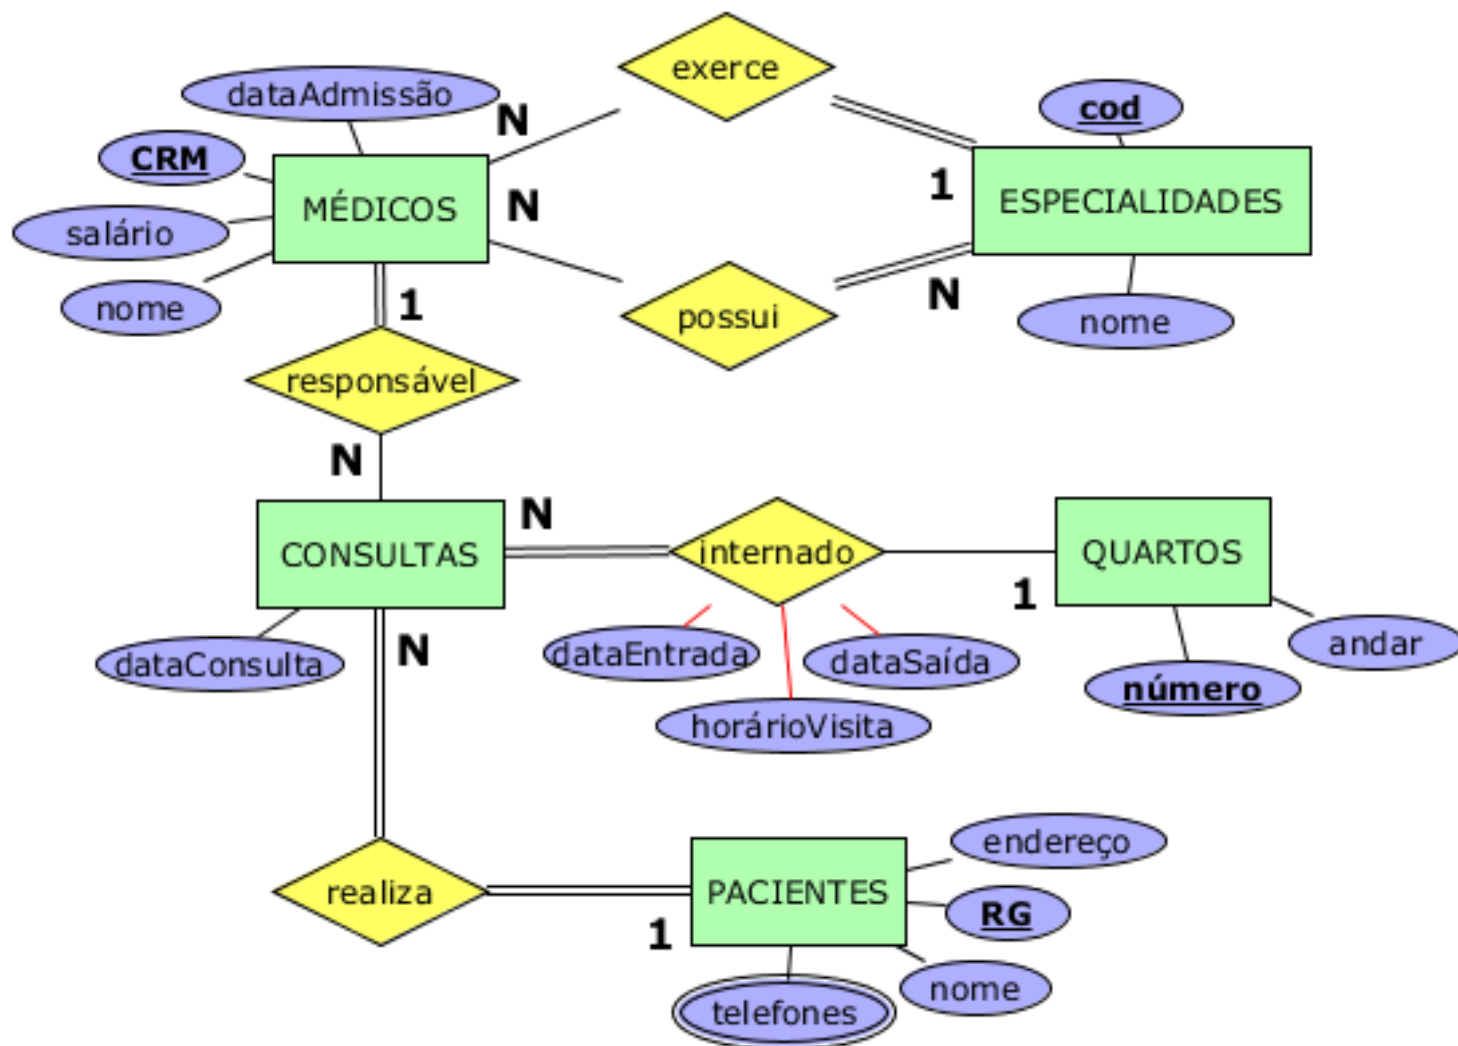 exerce
dataAdmissão
cod
N
CRM
MÉDICOS
N
1
ESPECIALIDADES
salário
nome
1
possui
N
nome
responsável
N
N
CONSULTAS
internado
QUARTOS
1
dataConsulta
N
dataEntrada
dataSaída
andar
número
horárioVisita
endereço
realiza
PACIENTES
RG
1
nome
telefones